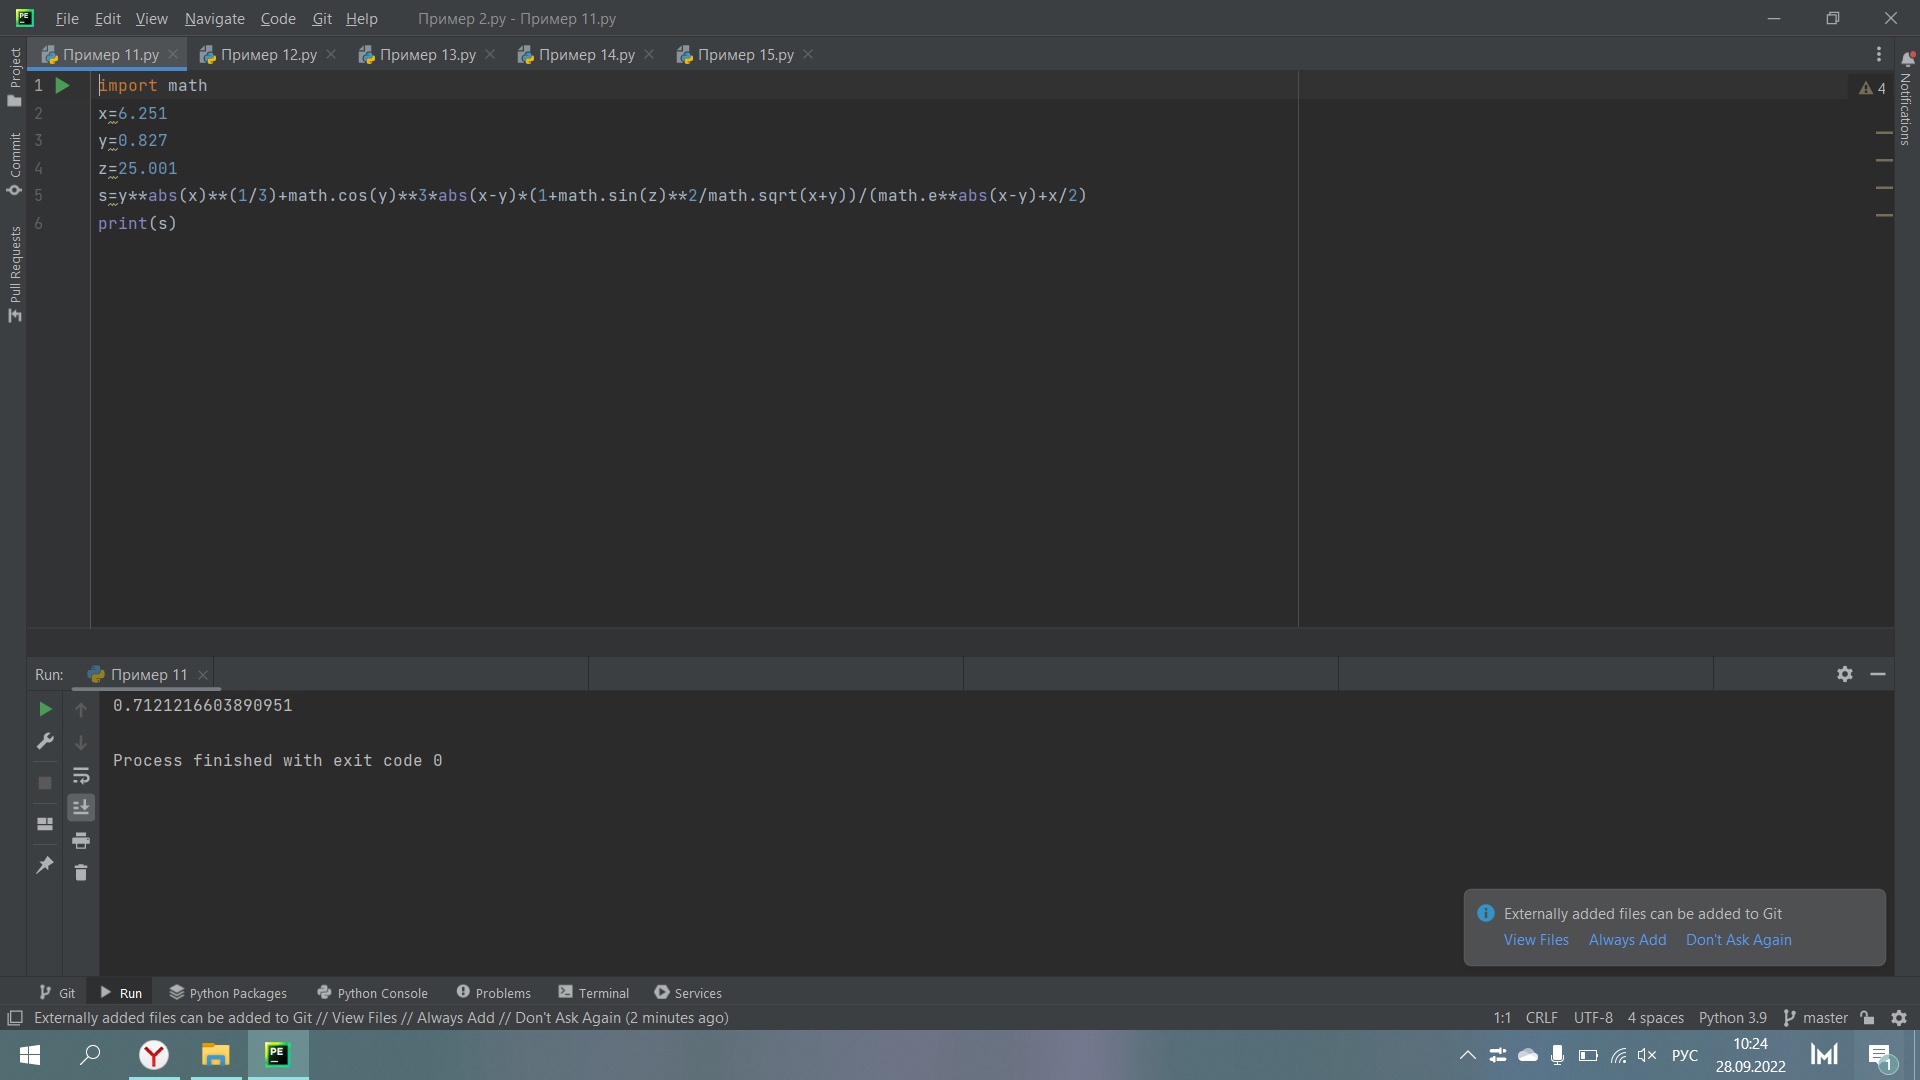 File Edit View Navigate Code Git Help Пример 2.py - Пример 11.py
Пример 11.py Пример 12.py Пример 13.py Пример 14.py Пример 15.py
Project
Commit
Pull Requests
Notifications
4
1 import math
2 x=6.251
3 y=0.827
4 z=25.001
5 s=y**abs(x)**(1/3)+math.cos(y)**3*abs(x-y)*(1+math.sin(z)**2/math.sqrt(x+y))/(math.e**abs(x-y)+x/2)
6 print(s)
Run: Пример 11
0.7121216603890951
Process finished with exit code 0
Externally added files can be added to Git
View Files Always Add Don't Ask Again
Git Run Python Packages Python Console Problems Terminal Services
Externally added files can be added to Git // View Files // Always Add // Don't Ask Again (2 minutes ago) 1:1 CRLF UTF-8 4 spaces Python 3.9 master
PE РУС 10:24
28.09.2022
1